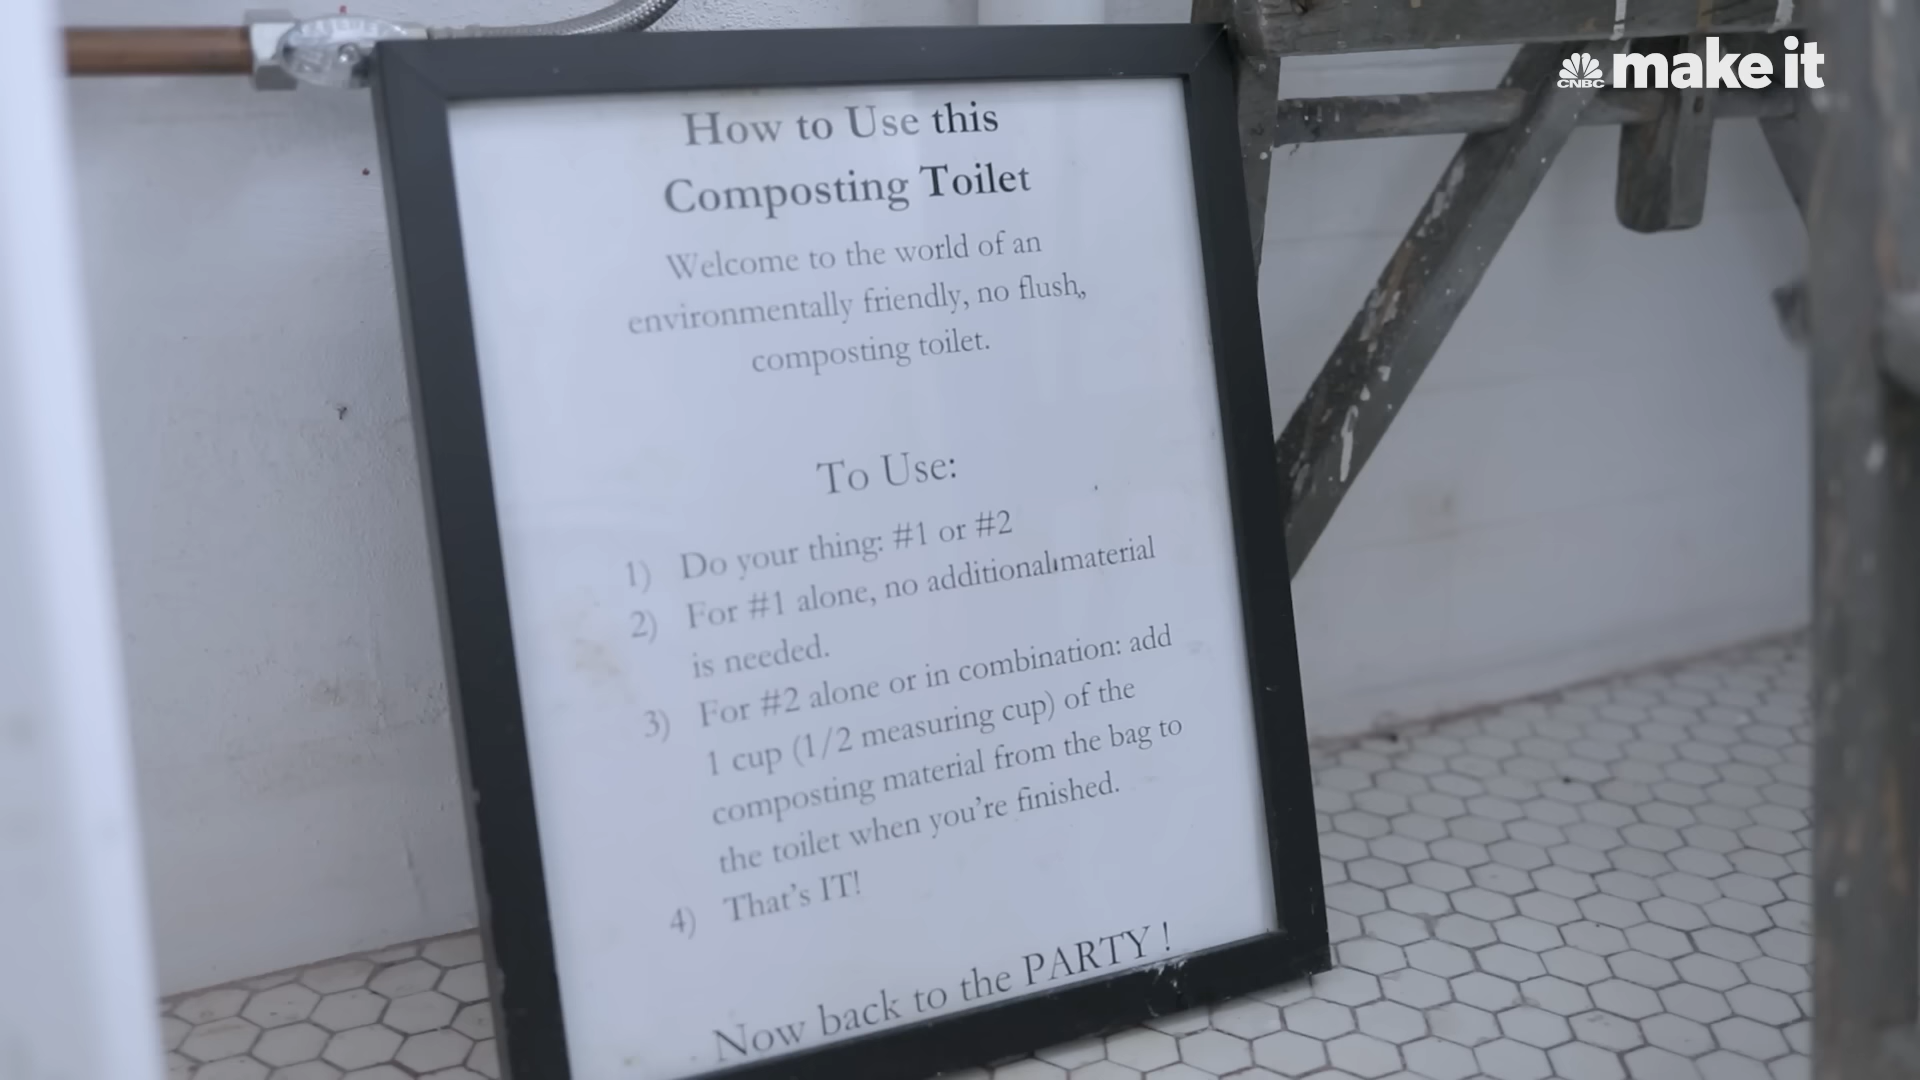 CNBC make it
How to Use this
Composting Toilet
Welcome to the world of an
environmentally friendly, no flush,
composting toilet.
To Use:
1) Do your thing: #1 or #2
2) For #1 alone, no additional material
is needed.
3) For #2 alone or in combination: add
1 cup (1/2 measuring cup) of the
composting material from the bag to
the toilet when you're finished.
4) That's IT!
Now back to the PARTY !